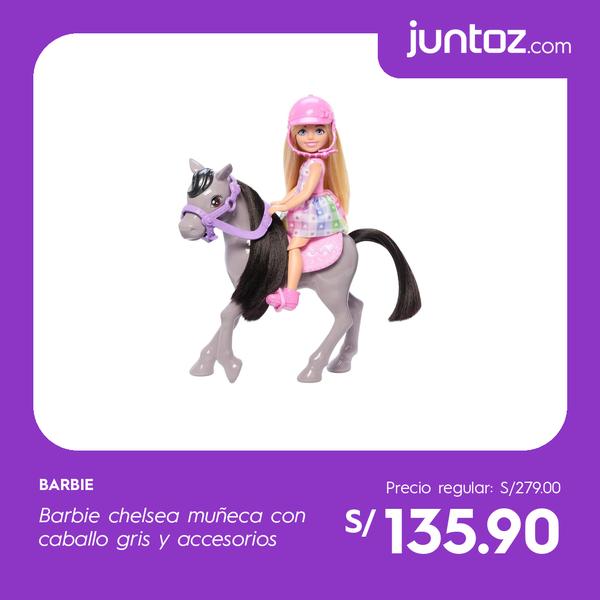 juntoz.com
BARBIE
Barbie chelsea muñeca con
caballo gris y accesorios
Precio regular: S/279.00
S/135.90